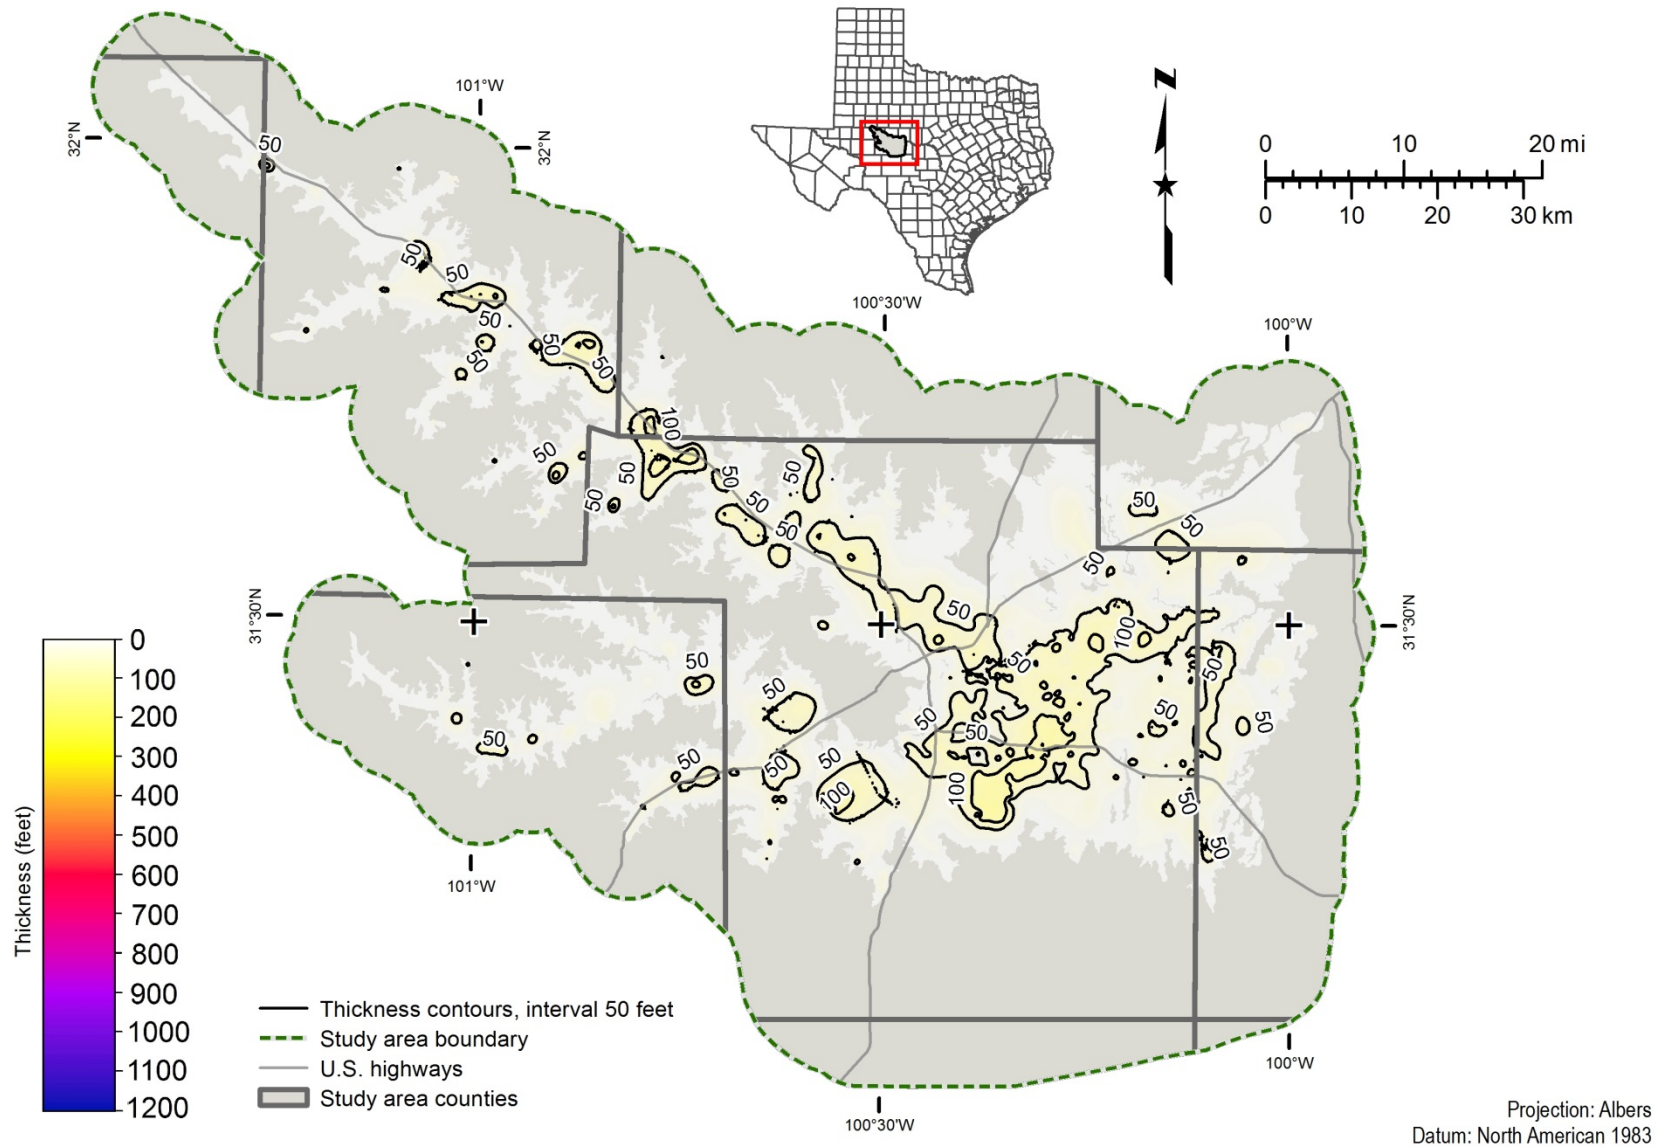 101°W
32°N
32°N
N
0 10 20 mi
0 10 20 30 km
50
50
50
50
50
50
50
100°30'W
100°W
100
50
50
50
50
50
50
50
50
50
50
31°30'N
31°30'N
50
100
50
50
50
50
50
50
50
50
50
50
50
50
100
100
50
50
101°W
Thickness (feet)
0
100
200
300
400
500
600
700
800
900
1000
1100
1200
Thickness contours, interval 50 feet
Study area boundary
U.S. highways
Study area counties
100°W
100°30'W
Projection: Albers
Datum: North American 1983